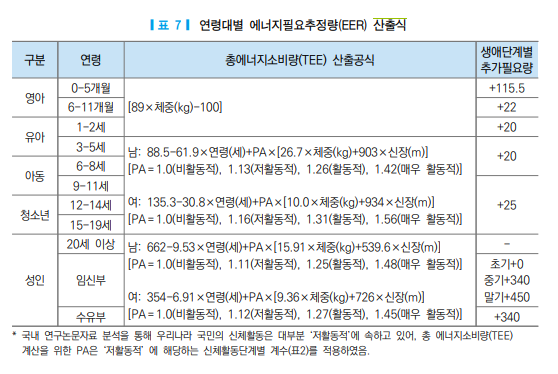 표 7 연령대별 에너지필요추정량(EER) 산출식
구분 연령 총에너지소비량(TEE) 산출공식 생애단계별 추가필요량
영아 0-5개월 [89×체중(kg)-100] +115.5
6-11개월 +22
유아 1-2세 +20
3-5세 남: 88.5-61.9×연령(세)+PA×[26.7×체중(kg)+903×신장(m)] +20
아동 6-8세 [PA=1.0(비활동적), 1.13(저활동적), 1.26(활동적), 1.42(매우 활동적)]
9-11세 +25
청소년 12-14세 여: 135.3-30.8×연령(세)+PA×[10.0×체중(kg)+934×신장(m)]
15-19세 [PA=1.0(비활동적), 1.16(저활동적), 1.31(활동적), 1.56(매우 활동적)]
성인 20세 이상 남: 662-9.53×연령(세)+PA×[15.91×체중(kg)+539.6×신장(m)] -
임신부 [PA=1.0(비활동적), 1.11(저활동적), 1.25(활동적), 1.48(매우 활동적)] 초기+0
중기+340
여: 354-6.91×연령(세)+PA×[9.36×체중(kg)+726×신장(m)] 말기+450
수유부 [PA=1.0(비활동적), 1.12(저활동적), 1.27(활동적), 1.45(매우 활동적)] +340
* 국내 연구논문자료 분석을 통해 우리나라 국민의 신체활동은 대부분 ‘저활동적’에 속하고 있어, 총 에너지소비량(TEE)
계산을 위한 PA은 ‘저활동적’ 에 해당하는 신체활동단계별 계수(표2)를 적용하였음.